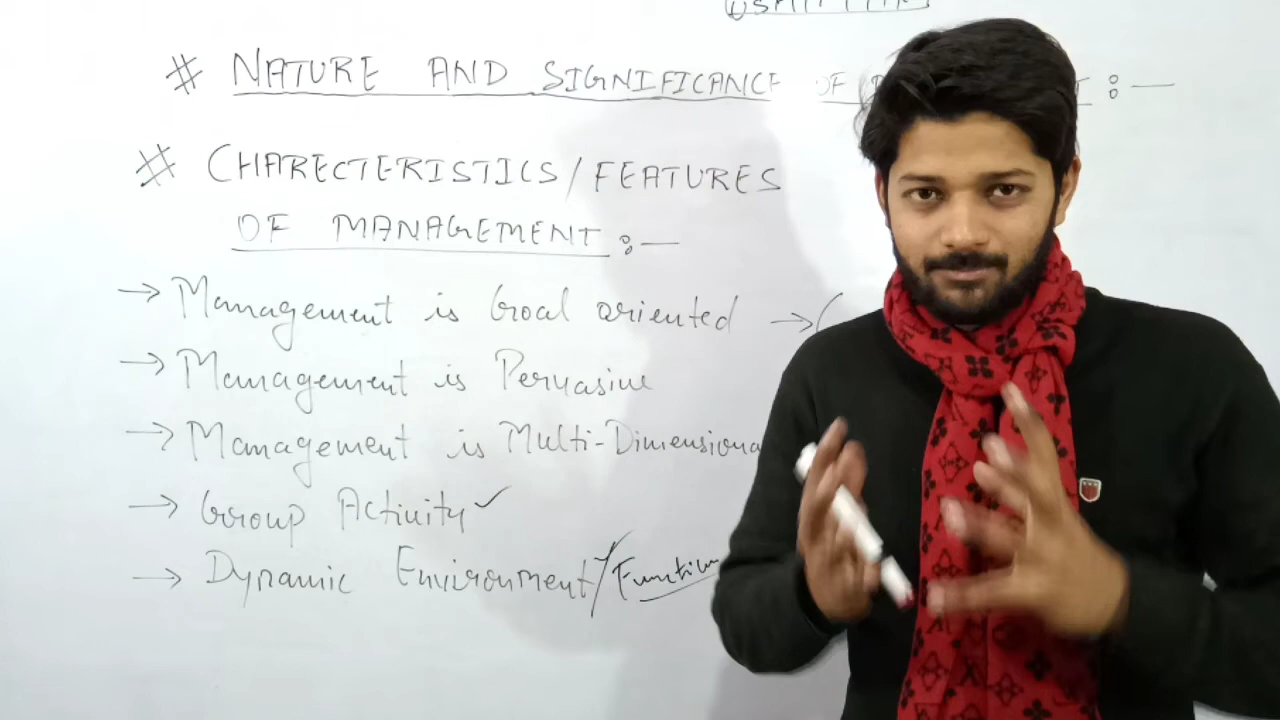 # NATURE AND SIGNIFICANCE OF :—
# CHARECTERISTICS/FEATURES
OF MANAGEMENT :—
→ Management is Goal oriented → (
→ Management is Pervasive
→ Management is Multi-Dimensiona
→ Group Activity ✓
→ Dynamic Environment/Function